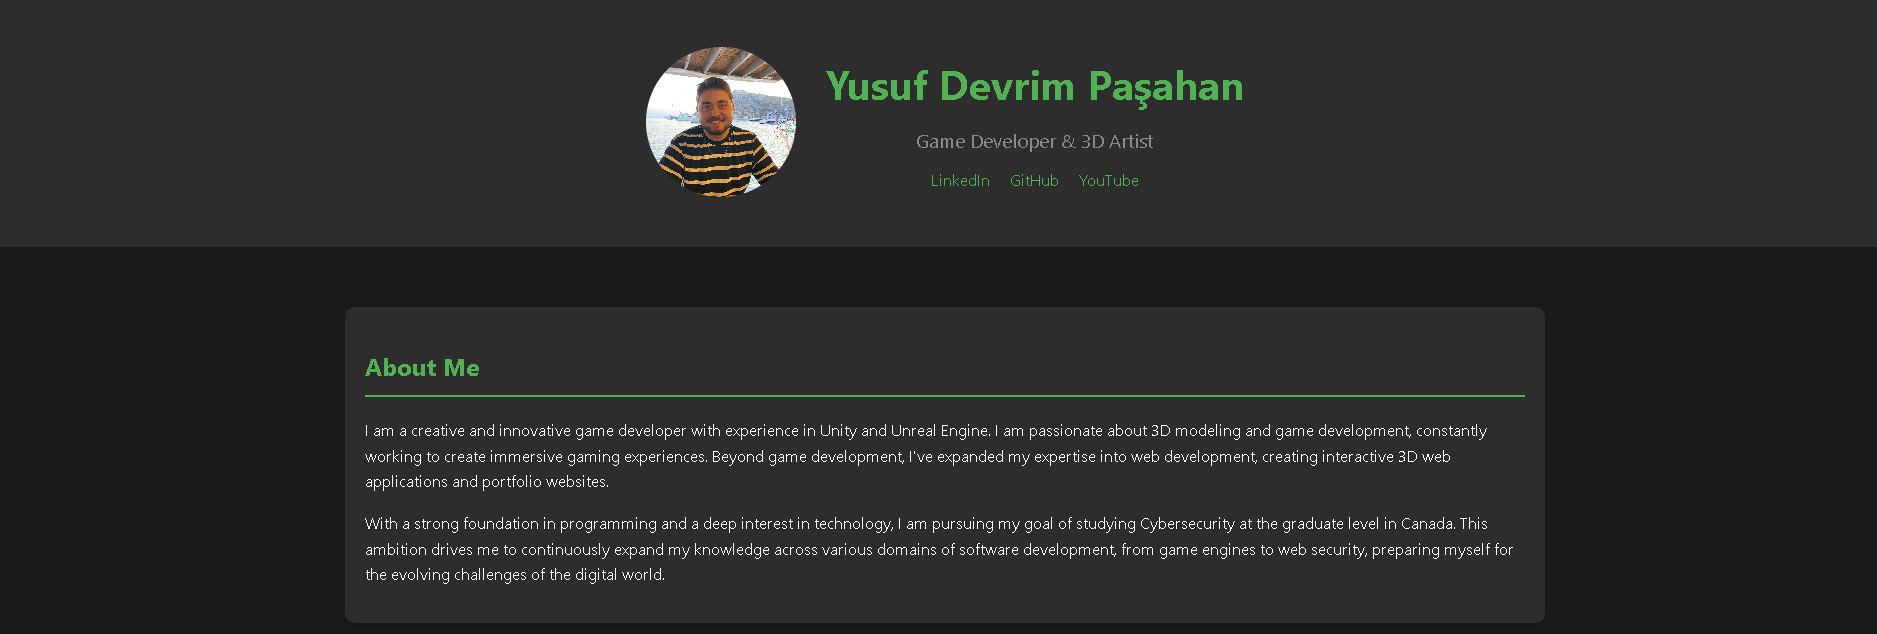 Yusuf Devrim Paşahan
Game Developer & 3D Artist
LinkedIn GitHub YouTube
About Me
I am a creative and innovative game developer with experience in Unity and Unreal Engine. I am passionate about 3D modeling and game development, constantly
working to create immersive gaming experiences. Beyond game development, I've expanded my expertise into web development, creating interactive 3D web
applications and portfolio websites.
With a strong foundation in programming and a deep interest in technology, I am pursuing my goal of studying Cybersecurity at the graduate level in Canada. This
ambition drives me to continuously expand my knowledge across various domains of software development, from game engines to web security, preparing myself for
the evolving challenges of the digital world.